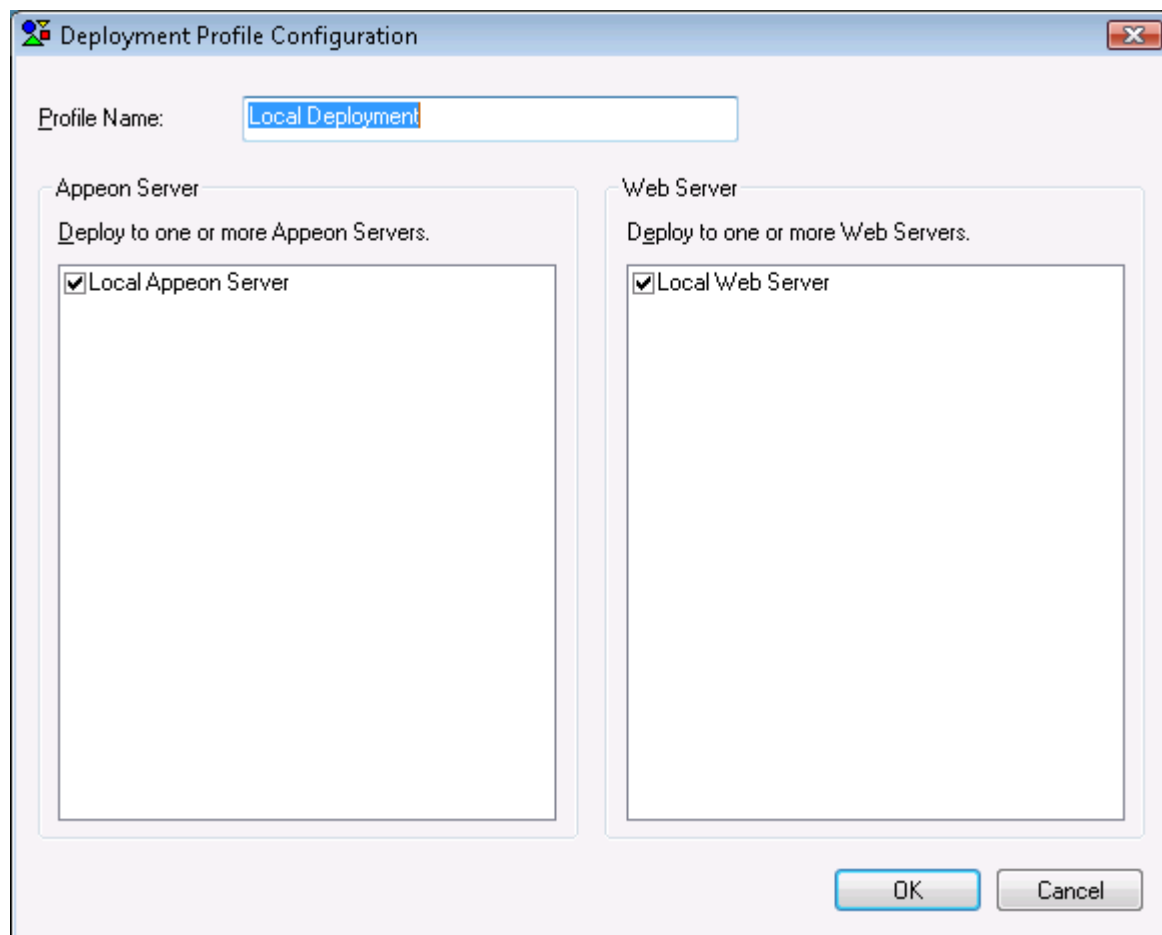 Deployment Profile Configuration
Profile Name:
Local Deployment
Appeon Server
Deploy to one or more Appeon Servers.
Local Appeon Server
Web Server
Deploy to one or more Web Servers.
Local Web Server
OK
Cancel